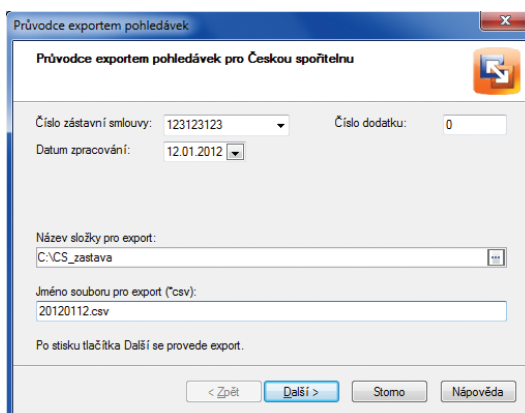 Průvodce exportem pohledávek
Průvodce exportem pohledávek pro Českou spořitelnu
Číslo zástavní smlouvy: 123123123 Číslo dodatku: 0
Datum zpracování: 12.01.2012
Název složky pro export:
C:\CS_zastava
Jméno souboru pro export (*csv):
20120112.csv
Po stisku tlačítka Další se provede export.
< Zpět Další > Storno Nápověda